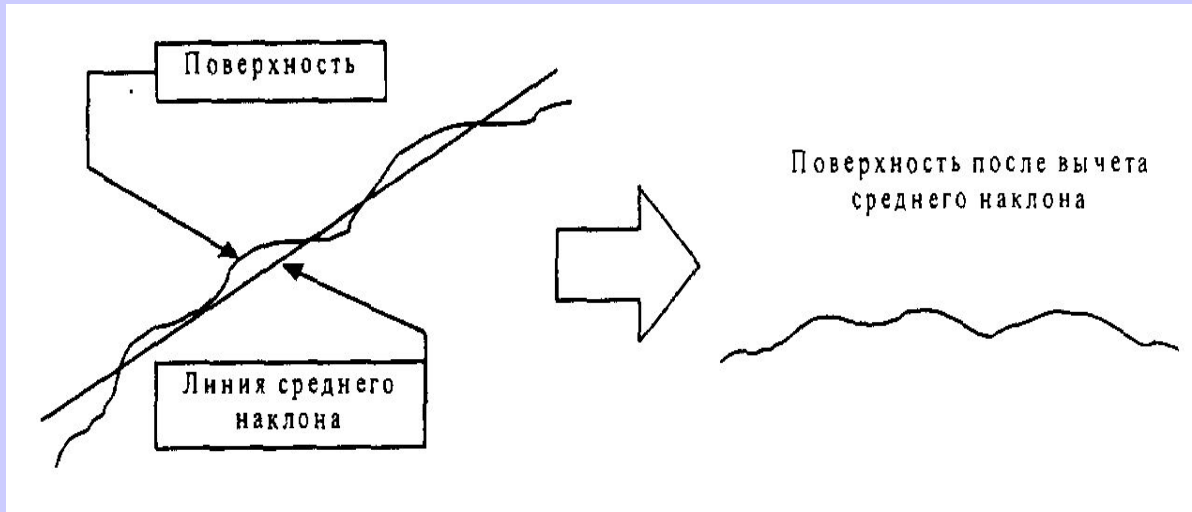 Поверхность
Поверхность после вычета
среднего наклона
Линия среднего
наклона